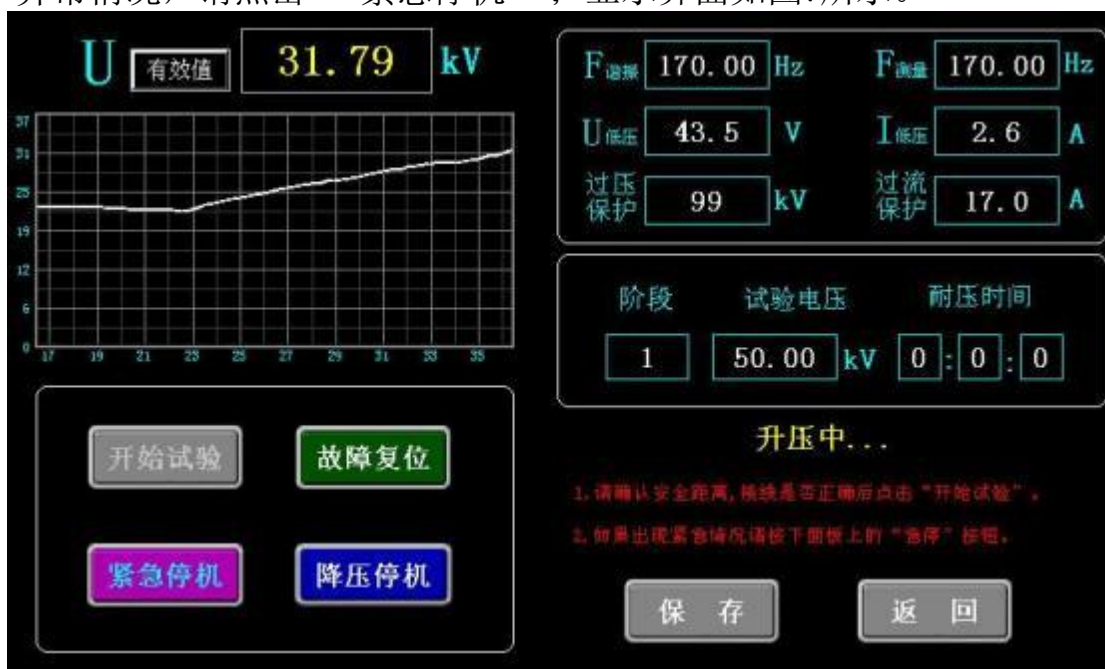 U 有效值 31.79 kV
37
31
25
19
12
6
0
17 19 21 23 25 27 29 31 33 35
F谐振 170.00 Hz F测量 170.00 Hz
U低压 43.5 V I低压 2.6 A
过压保护 99 kV 过流保护 17.0 A
阶段 试验电压 耐压时间
1 50.00 kV 0:0:0
升压中...
1.请确认安全距离,接线是否正确后点击“开始试验”。
2.如果出现紧急情况请按下面板上的“急停”按钮。
开始试验 故障复位
紧急停机 降压停机
保 存 返 回